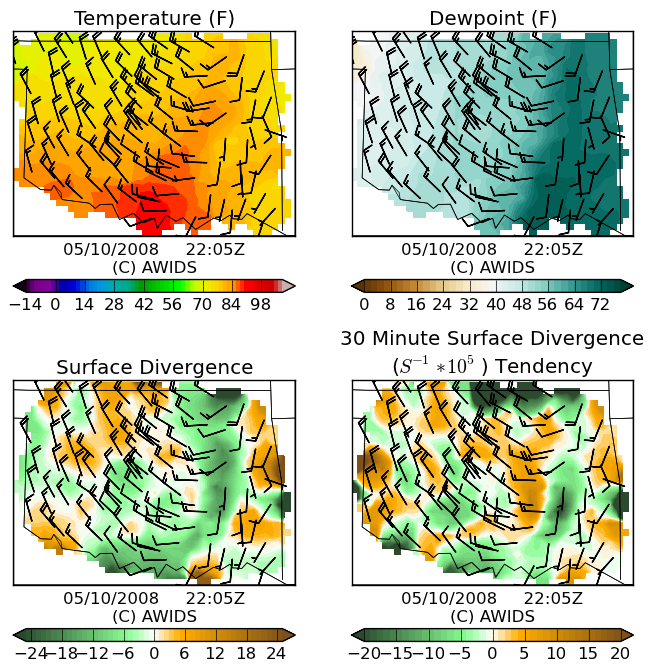 Temperature (F)
05/10/2008 22:05Z
(C) AWIDS
−14 0 14 28 42 56 70 84 98
Dewpoint (F)
05/10/2008 22:05Z
(C) AWIDS
0 8 16 24 32 40 48 56 64 72
Surface Divergence
05/10/2008 22:05Z
(C) AWIDS
−24 −18 −12 −6 0 6 12 18 24
30 Minute Surface Divergence
(S⁻¹ *10⁵ ) Tendency
05/10/2008 22:05Z
(C) AWIDS
−20 −15 −10 −5 0 5 10 15 20